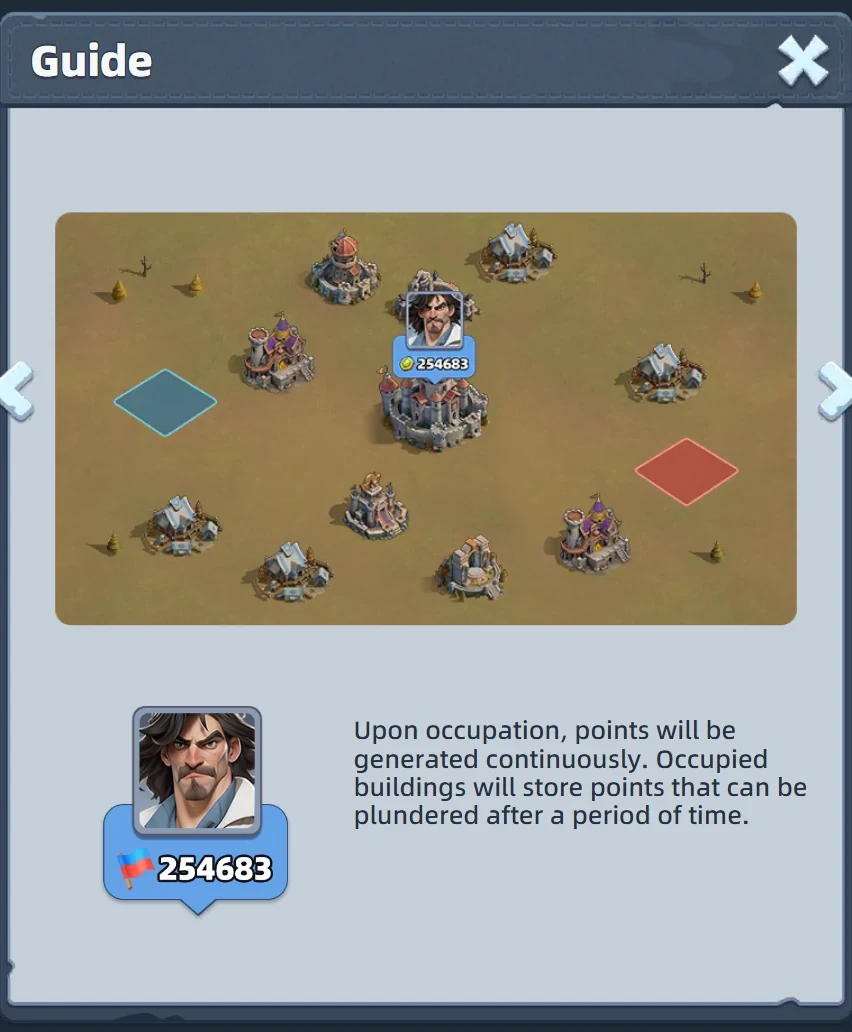 Guide
254683
Upon occupation, points will be
generated continuously. Occupied
buildings will store points that can be
plundered after a period of time.
254683